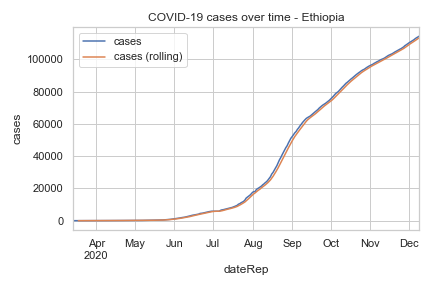 COVID-19 cases over time - Ethiopia
cases
cases (rolling)
100000
80000
60000
40000
20000
0
cases
Apr May Jun Jul Aug Sep Oct Nov Dec
2020
dateRep